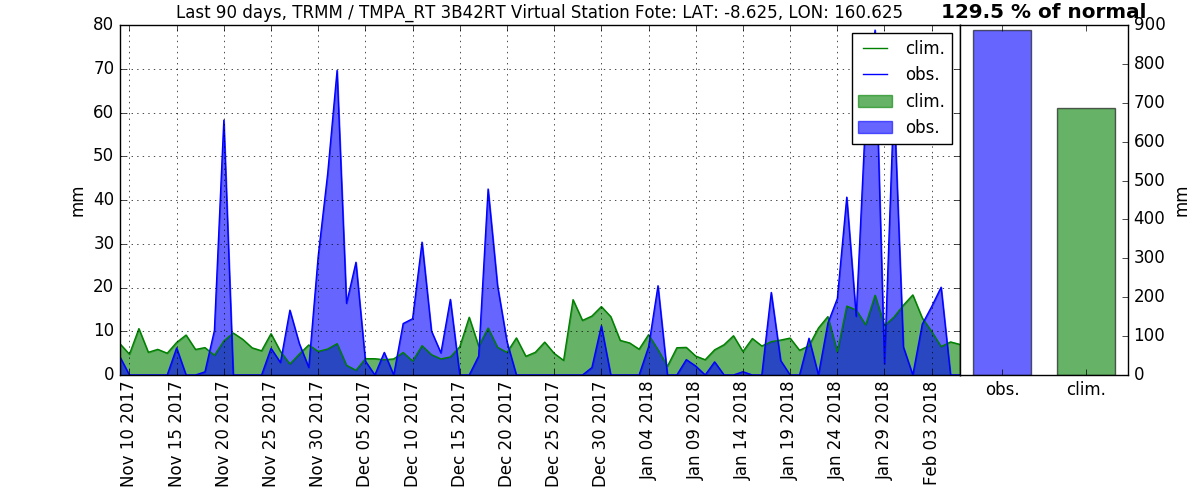 Last 90 days, TRMM / TMPA_RT 3B42RT Virtual Station Fote: LAT: -8.625, LON: 160.625
129.5 % of normal
80
70
60
50
40
30
20
10
0
mm
clim.
obs.
clim.
obs.
900
800
700
600
500
400
300
200
100
0
mm
obs.
clim.
Nov 10 2017
Nov 15 2017
Nov 20 2017
Nov 25 2017
Nov 30 2017
Dec 05 2017
Dec 10 2017
Dec 15 2017
Dec 20 2017
Dec 25 2017
Dec 30 2017
Jan 04 2018
Jan 09 2018
Jan 14 2018
Jan 19 2018
Jan 24 2018
Jan 29 2018
Feb 03 2018